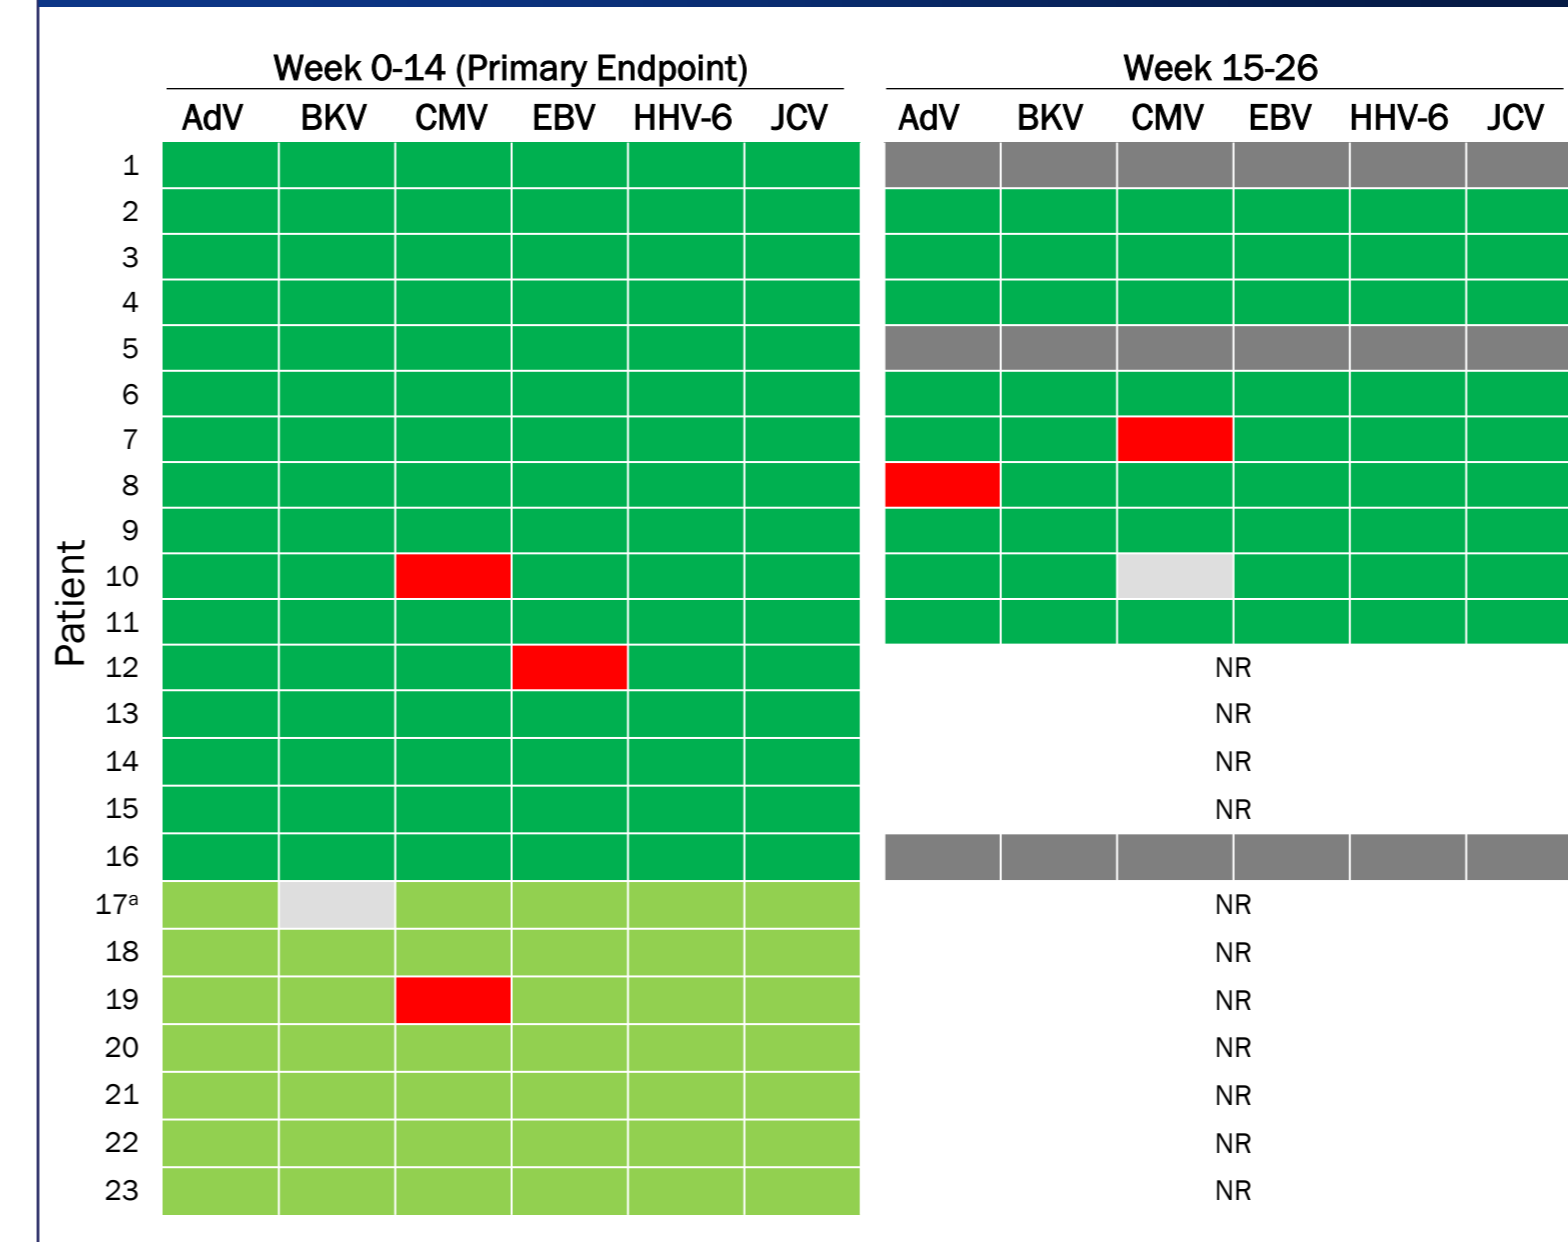 Week 0-14 (Primary Endpoint) Week 15-26
AdV BKV CMV EBV HHV-6 JCV AdV BKV CMV EBV HHV-6 JCV
Patient
1
2
3
4
5
6
7
8
9
10
11
12 NR
13 NR
14 NR
15 NR
16
17ᵃ NR
18 NR
19 NR
20 NR
21 NR
22 NR
23 NR